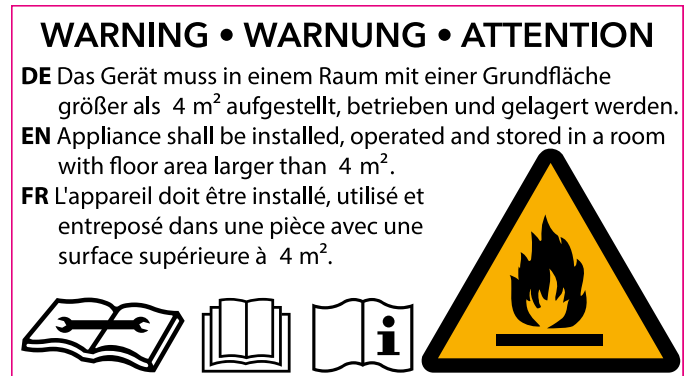 WARNING • WARNUNG • ATTENTION
DE Das Gerät muss in einem Raum mit einer Grundfläche
größer als 4 m² aufgestellt, betrieben und gelagert werden.
EN Appliance shall be installed, operated and stored in a room
with floor area larger than 4 m².
FR L'appareil doit être installé, utilisé et
entreposé dans une pièce avec une
surface supérieure à 4 m².
i